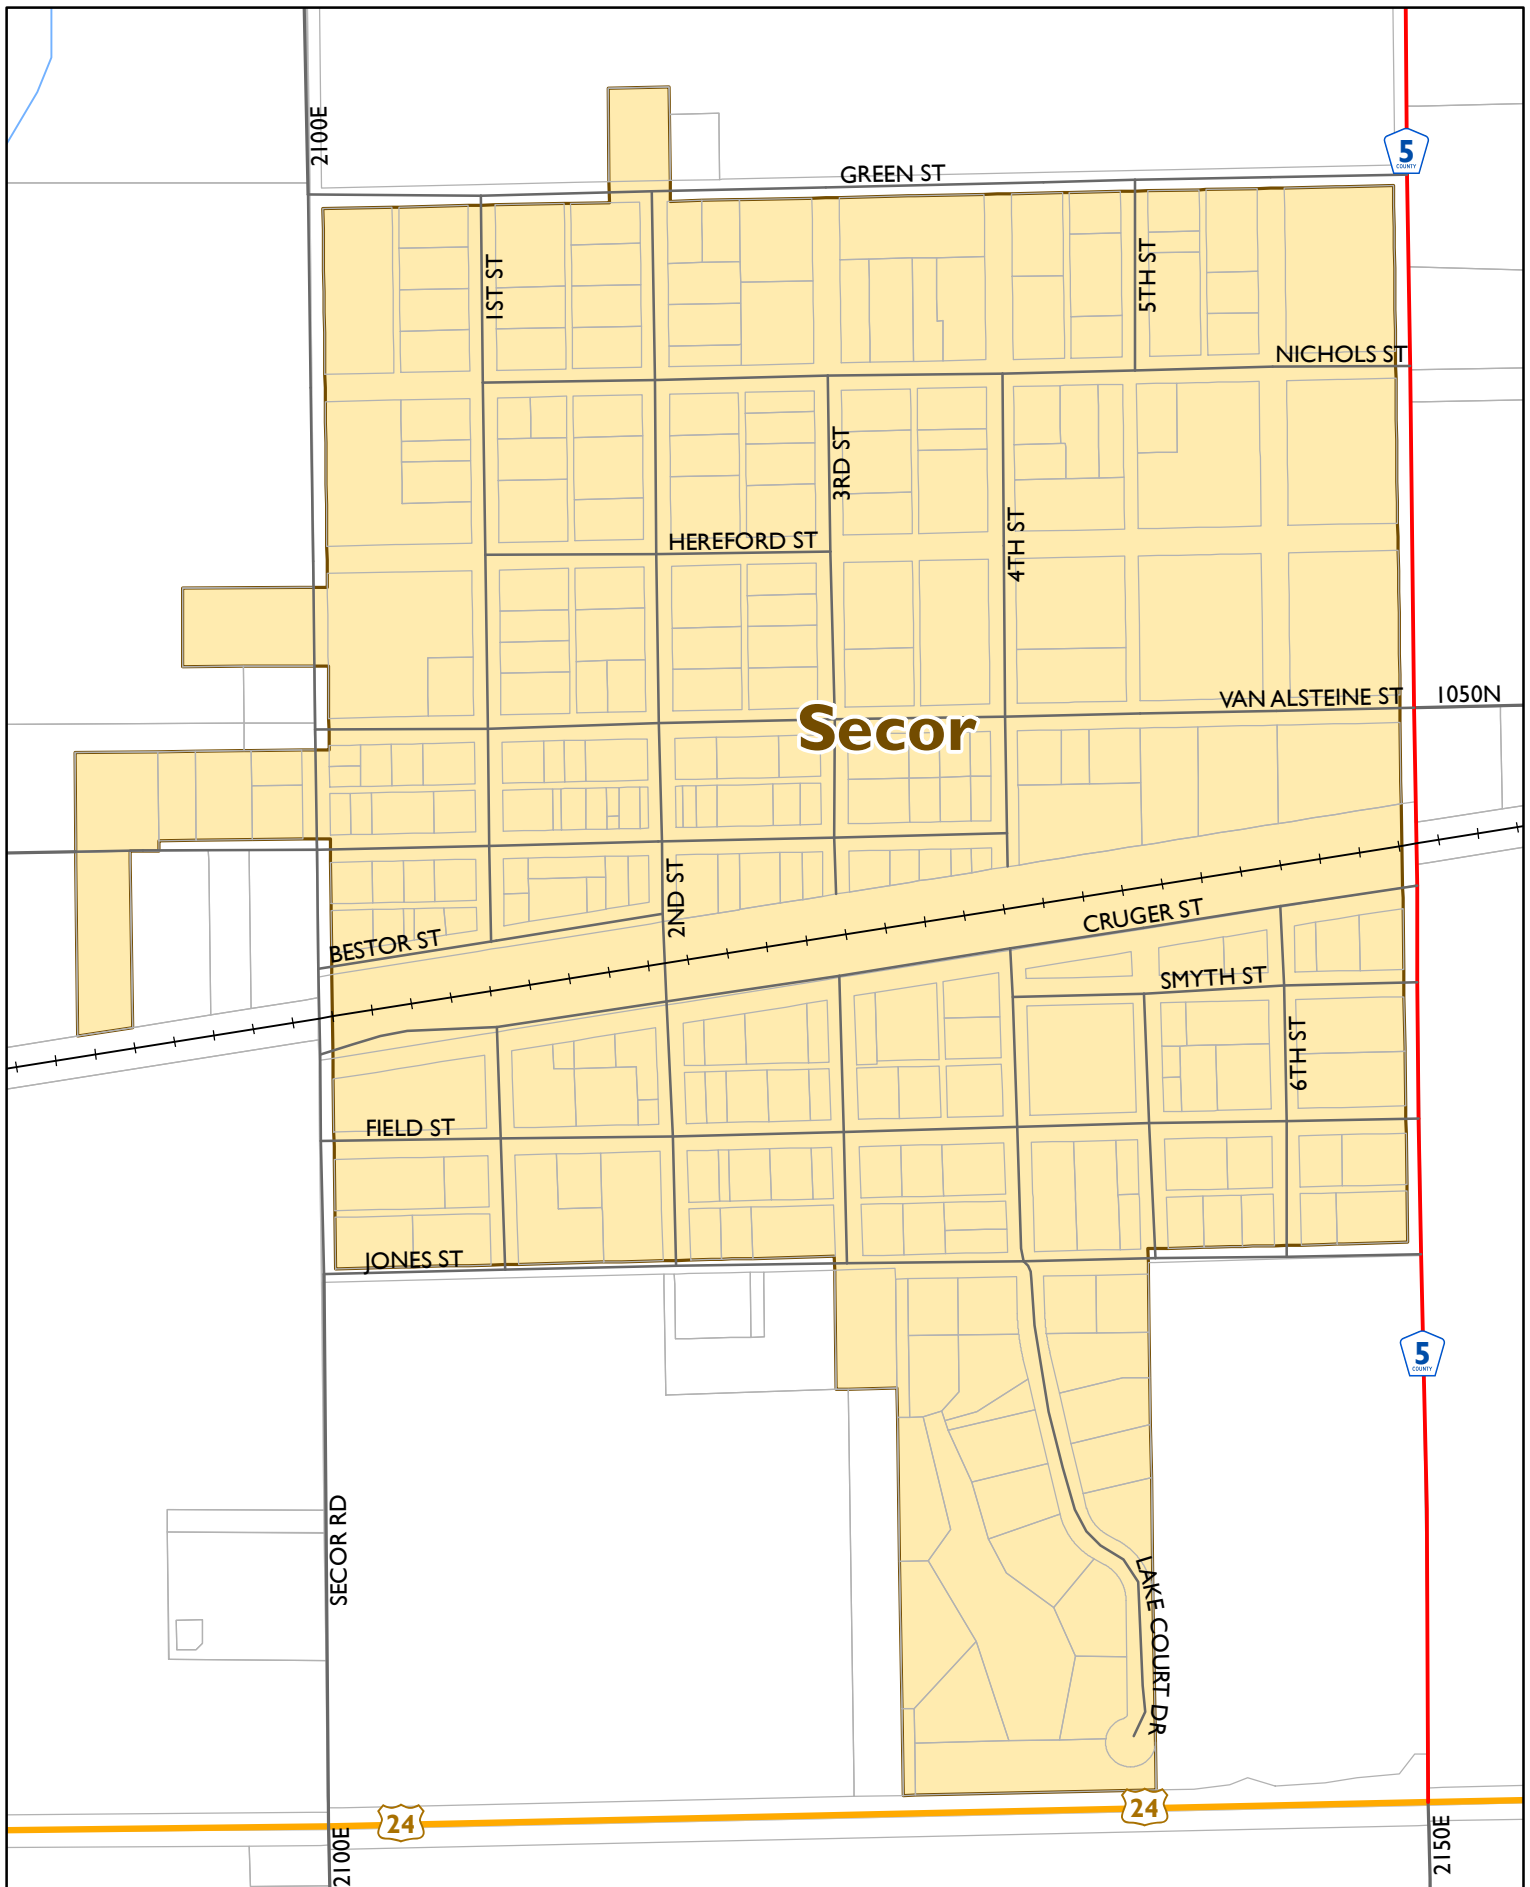 2100E
5
COUNTY
GREEN ST
1ST ST
5TH ST
NICHOLS ST
3RD ST
HEREFORD ST
4TH ST
VAN ALSTEINE ST
1050N
Secor
2ND ST
BESTOR ST
CRUGER ST
SMYTH ST
6TH ST
FIELD ST
JONES ST
5
COUNTY
SECOR RD
LAKE COURT DR
24
24
2100E
2150E